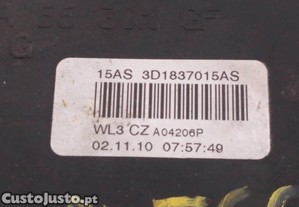 15AS 3D1837015AS
WL3 CZ A04206P
02.11.10 07:57:49
CustoJusto.pt